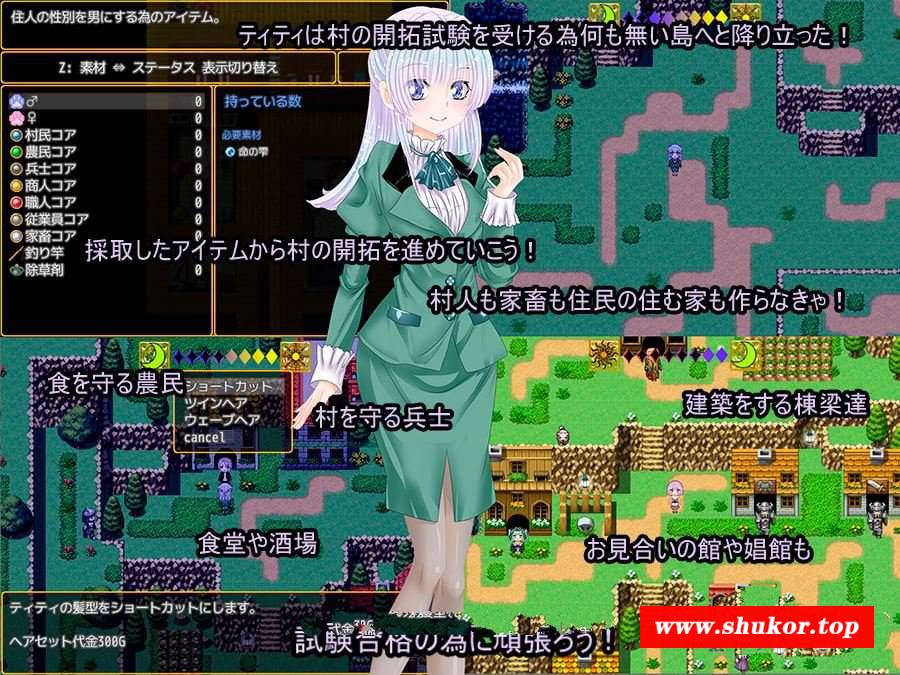 住人の性別を男にする為のアイテム。
ティティは村の開拓試験を受ける為何も無い島へと降り立った！
Z: 素材 ⇔ ステータス 表示切り替え
♂ 0
♀ 0
村民コア 0
農民コア 0
兵士コア 0
商人コア 0
職人コア 0
従業員コア 0
家畜コア 0
釣り竿 0
除草剤 0
持っている数
必要素材
命の雫
採取したアイテムから村の開拓を進めていこう！
村人も家畜も住民の住む家も作らなきゃ！
食を守る農民
ショートカット
ツインヘア
ウェーブヘア
cancel
村を守る兵士
建築をする棟梁達
食堂や酒場
お見合いの館や娼館も
ティティの髪型をショートカットにします。
ヘアセット代金300G
試験合格の為に頑張ろう！
www.shukor.top